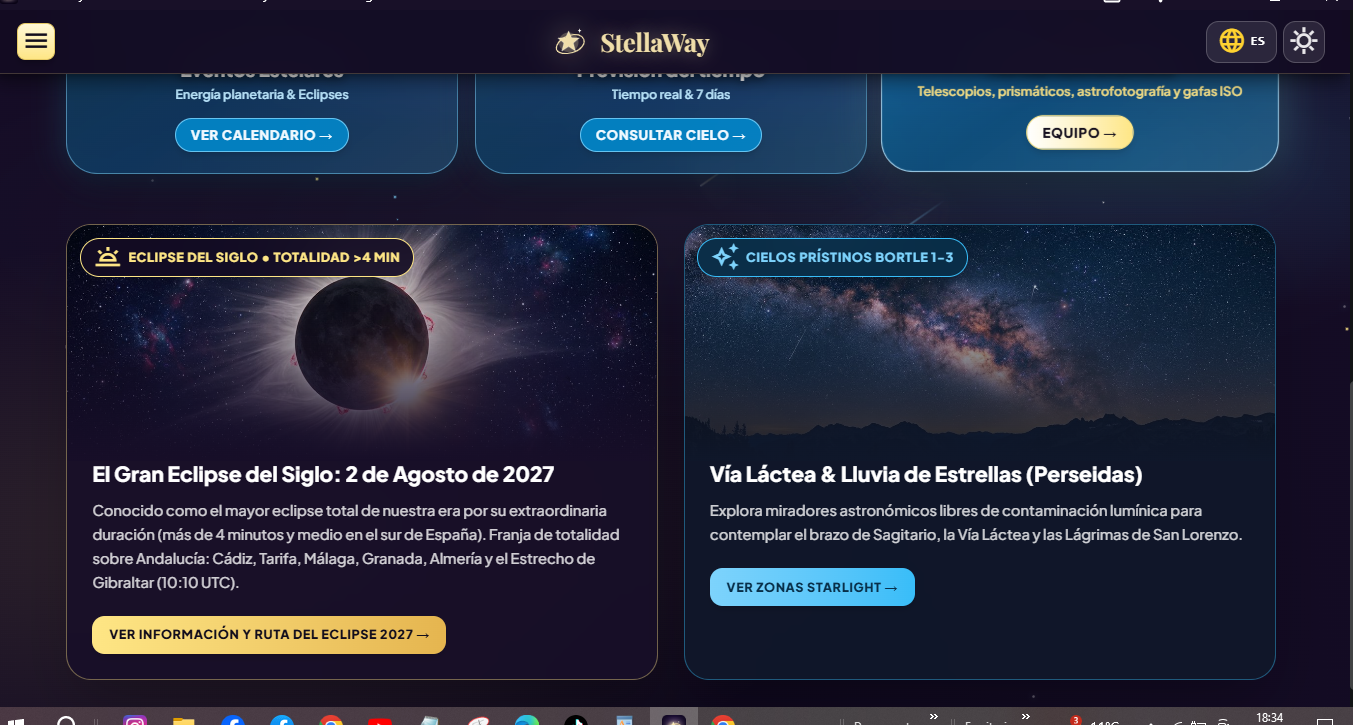 StellaWay
ES
Eventos Estelares
Previsión del tiempo
Energía planetaria & Eclipses
Tiempo real & 7 días
Telescopios, prismáticos, astrofotografía y gafas ISO
VER CALENDARIO →
CONSULTAR CIELO →
EQUIPO →
ECLIPSE DEL SIGLO • TOTALIDAD >4 MIN
El Gran Eclipse del Siglo: 2 de Agosto de 2027
Conocido como el mayor eclipse total de nuestra era por su extraordinaria
duración (más de 4 minutos y medio en el sur de España). Franja de totalidad
sobre Andalucía: Cádiz, Tarifa, Málaga, Granada, Almería y el Estrecho de
Gibraltar (10:10 UTC).
VER INFORMACIÓN Y RUTA DEL ECLIPSE 2027 →
CIELOS PRÍSTINOS BORTLE 1-3
Vía Láctea & Lluvia de Estrellas (Perseidas)
Explora miradores astronómicos libres de contaminación lumínica para
contemplar el brazo de Sagitario, la Vía Láctea y las Lágrimas de San Lorenzo.
VER ZONAS STARLIGHT →
3
18:34